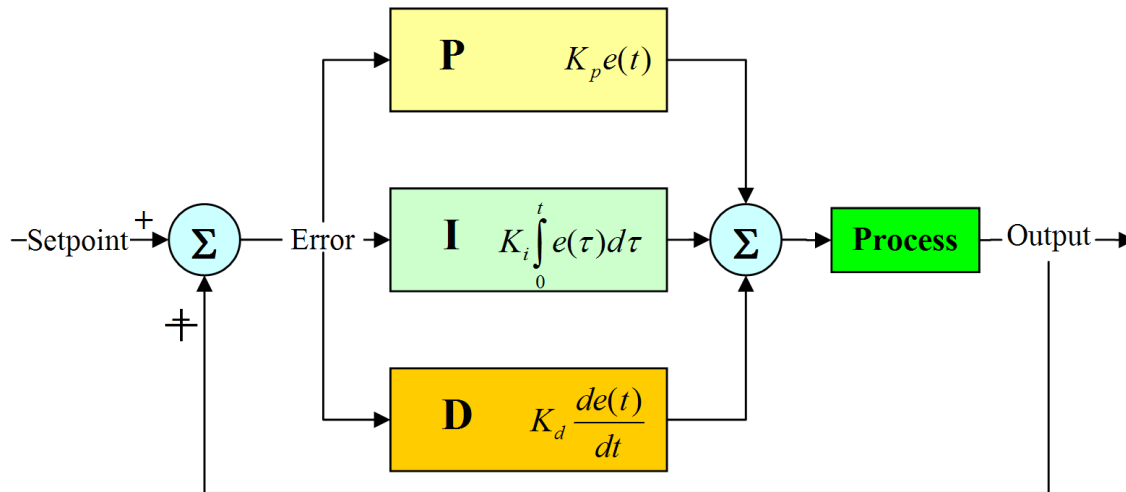 P K_p e(t)
Setpoint + Σ Error I K_i ∫_0^t e(τ)dτ Σ Process Output
D K_d de(t)/dt